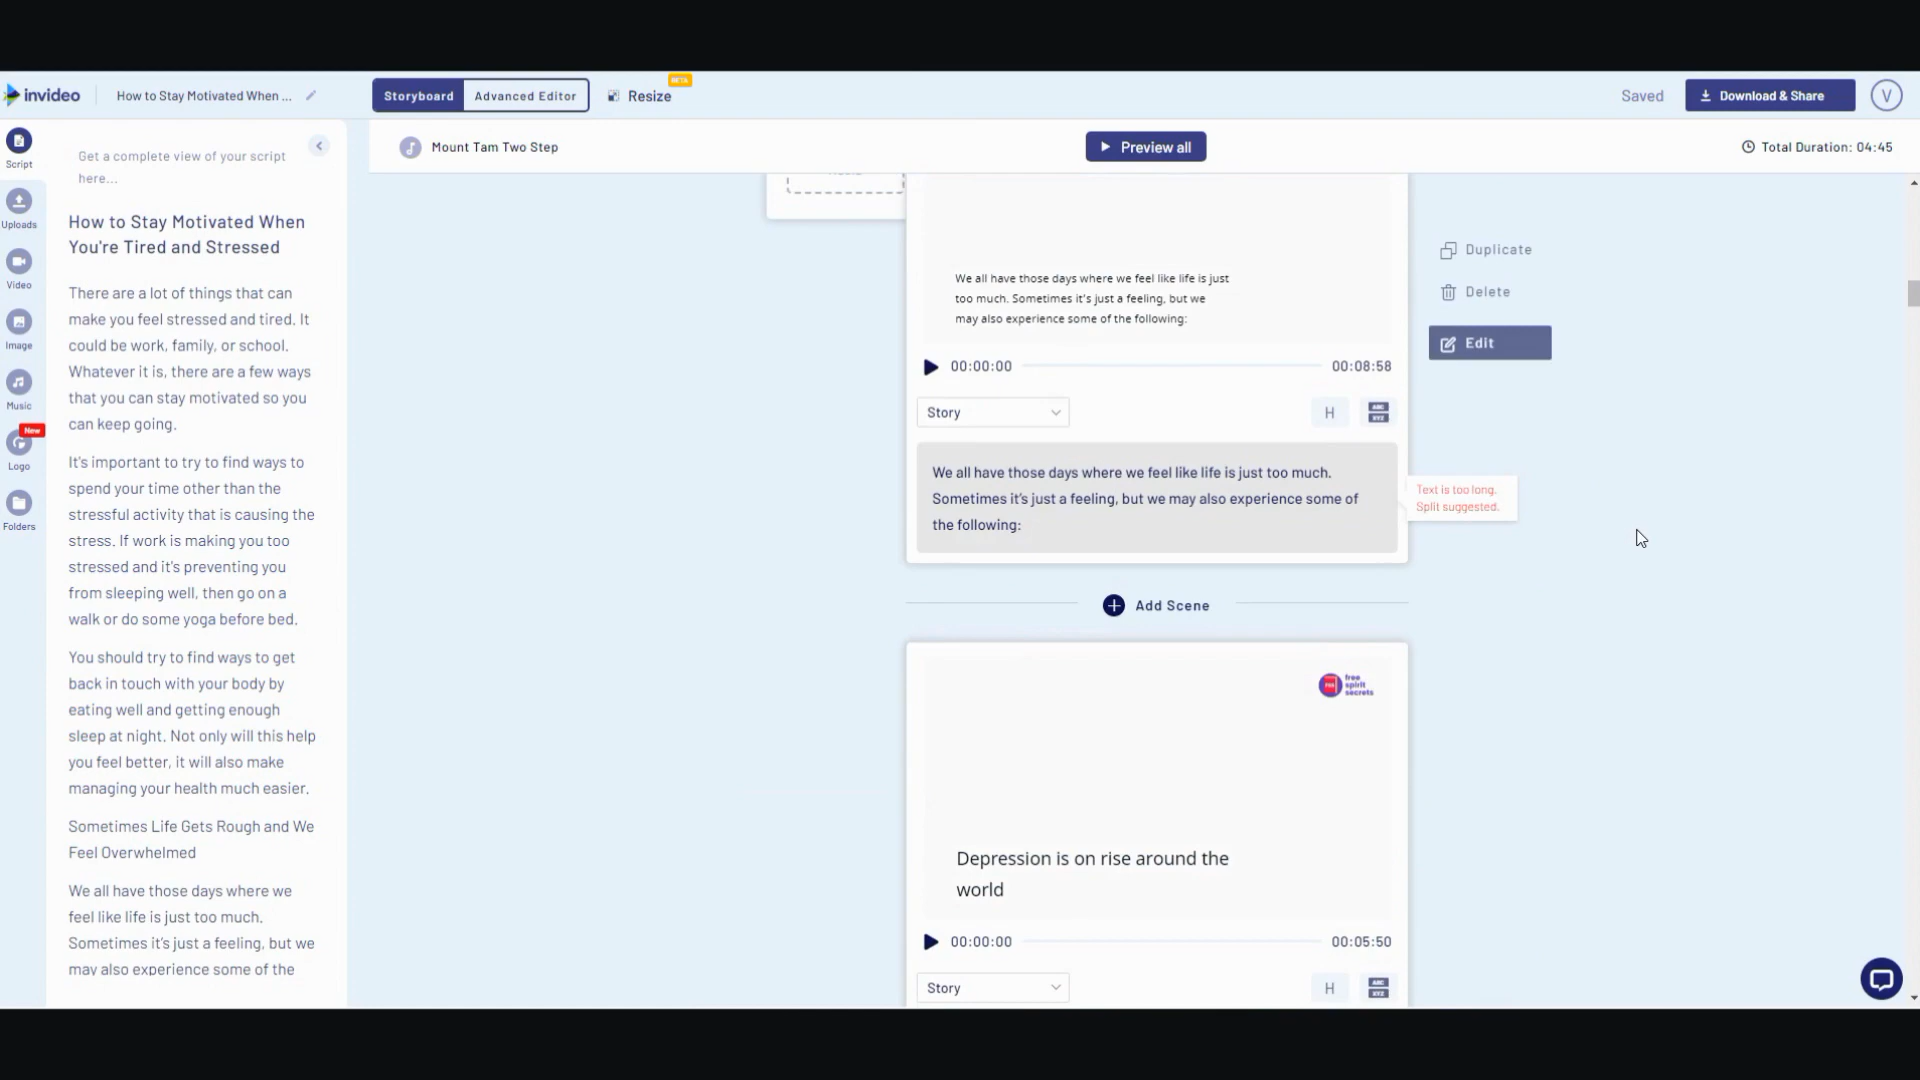 invideo
How to Stay Motivated When ...
Storyboard
Advanced Editor
Resize
BETA
Saved
Download & Share
V
Script
Uploads
Video
Image
Music
New
Logo
Folders
Get a complete view of your script
here...
How to Stay Motivated When
You're Tired and Stressed
There are a lot of things that can
make you feel stressed and tired. It
could be work, family, or school.
Whatever it is, there are a few ways
that you can stay motivated so you
can keep going.
It's important to try to find ways to
spend your time other than the
stressful activity that is causing the
stress. If work is making you too
stressed and it's preventing you
from sleeping well, then go on a
walk or do some yoga before bed.
You should try to find ways to get
back in touch with your body by
eating well and getting enough
sleep at night. Not only will this help
you feel better, it will also make
managing your health much easier.
Sometimes Life Gets Rough and We
Feel Overwhelmed
We all have those days where we
feel like life is just too much.
Sometimes it's just a feeling, but we
may also experience some of the
Mount Tam Two Step
Preview all
Total Duration: 04:45
We all have those days where we feel like life is just
too much. Sometimes it's just a feeling, but we
may also experience some of the following:
00:00:00
00:08:58
Story
H
ABC
XYZ
We all have those days where we feel like life is just too much.
Sometimes it's just a feeling, but we may also experience some of
the following:
Text is too long.
Split suggested.
Duplicate
Delete
Edit
Add Scene
free
spirit
secrets
Depression is on rise around the
world
00:00:00
00:05:50
Story
H
ABC
XYZ